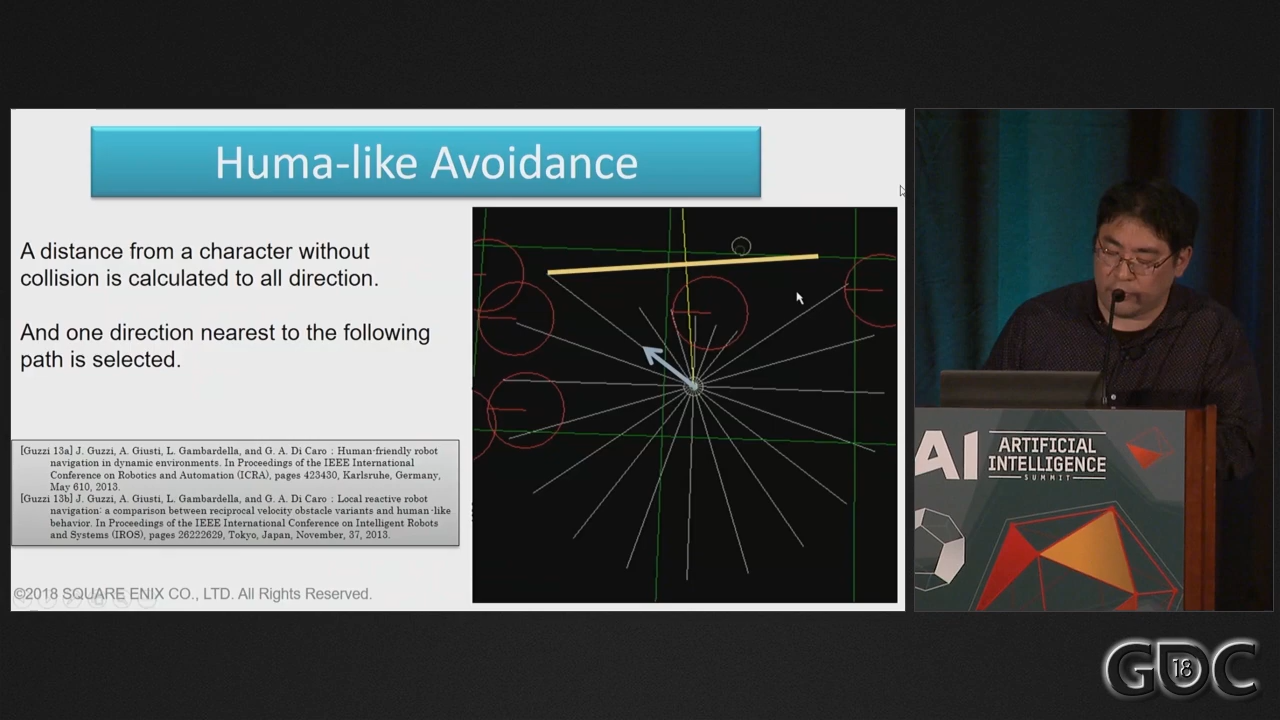 Huma-like Avoidance
A distance from a character without
collision is calculated to all direction.
And one direction nearest to the following
path is selected.
[Guzzi 13a] J. Guzzi, A. Giusti, L. Gambardella, and G. A. Di Caro : Human-friendly robot
navigation in dynamic environments. In Proceedings of the IEEE International
Conference on Robotics and Automation (ICRA), pages 423430, Karlsruhe, Germany,
May 610, 2013.
[Guzzi 13b] J. Guzzi, A. Giusti, L. Gambardella, and G. A. Di Caro : Local reactive robot
navigation: a comparison between reciprocal velocity obstacle variants and human-like
behavior. In Proceedings of the IEEE International Conference on Intelligent Robots
and Systems (IROS), pages 26222629, Tokyo, Japan, November, 37, 2013.
©2018 SQUARE ENIX CO., LTD. All Rights Reserved.
AI
ARTIFICIAL
INTELLIGENCE
SUMMIT
GDC
18